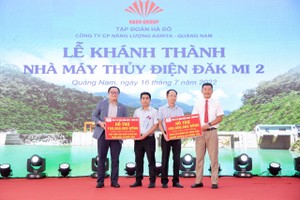 HADO GROUP
TẬP ĐOÀN HÀ ĐÔ
CÔNG TY CP NĂNG LƯỢNG AGRITA - QUẢNG NAM
LỄ KHÁNH THÀNH
NHÀ MÁY THỦY ĐIỆN ĐĂK MI 2
Quảng Nam, ngày 16 tháng 7 năm 2022
HỖ TRỢ
HỖ TRỢ